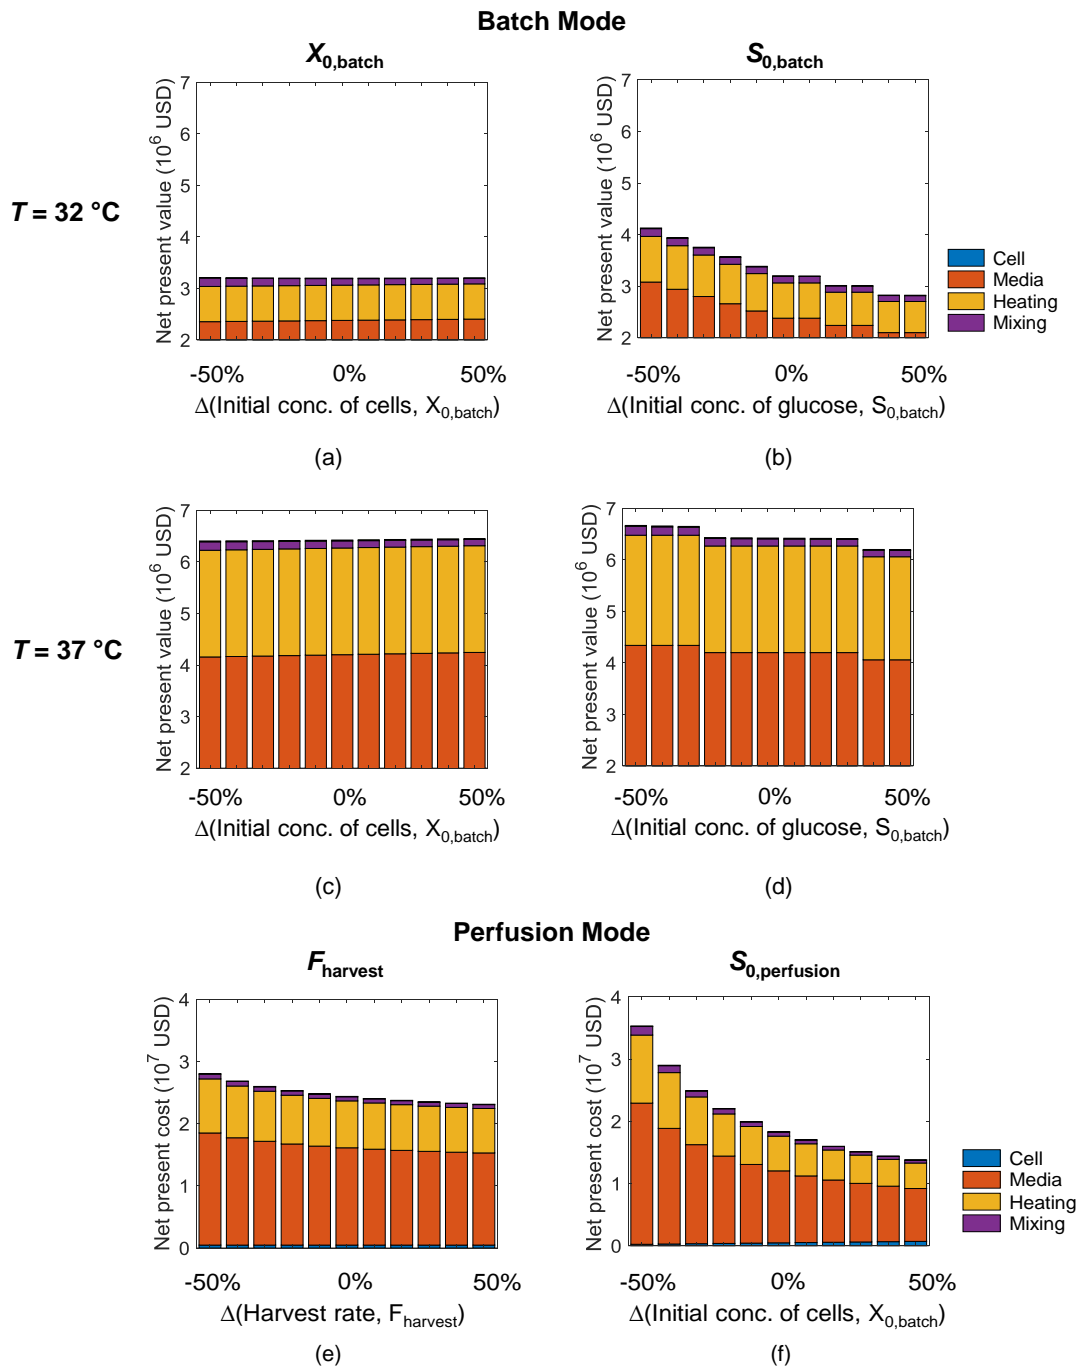 Batch Mode
X0,batch
S0,batch
T = 32 °C
Net present value (10^6 USD)
7
6
5
4
3
2
-50%
0%
50%
Δ(Initial conc. of cells, X0,batch)
(a)
Net present value (10^6 USD)
7
6
5
4
3
2
-50%
0%
50%
Δ(Initial conc. of glucose, S0,batch)
(b)
Cell
Media
Heating
Mixing
T = 37 °C
Net present value (10^6 USD)
7
6
5
4
3
2
-50%
0%
50%
Δ(Initial conc. of cells, X0,batch)
(c)
Net present value (10^6 USD)
7
6
5
4
3
2
-50%
0%
50%
Δ(Initial conc. of glucose, S0,batch)
(d)
Perfusion Mode
Fharvest
S0,perfusion
Net present cost (10^7 USD)
4
3
2
1
0
-50%
0%
50%
Δ(Harvest rate, Fharvest)
(e)
Net present cost (10^7 USD)
4
3
2
1
0
-50%
0%
50%
Δ(Initial conc. of cells, X0,batch)
(f)
Cell
Media
Heating
Mixing